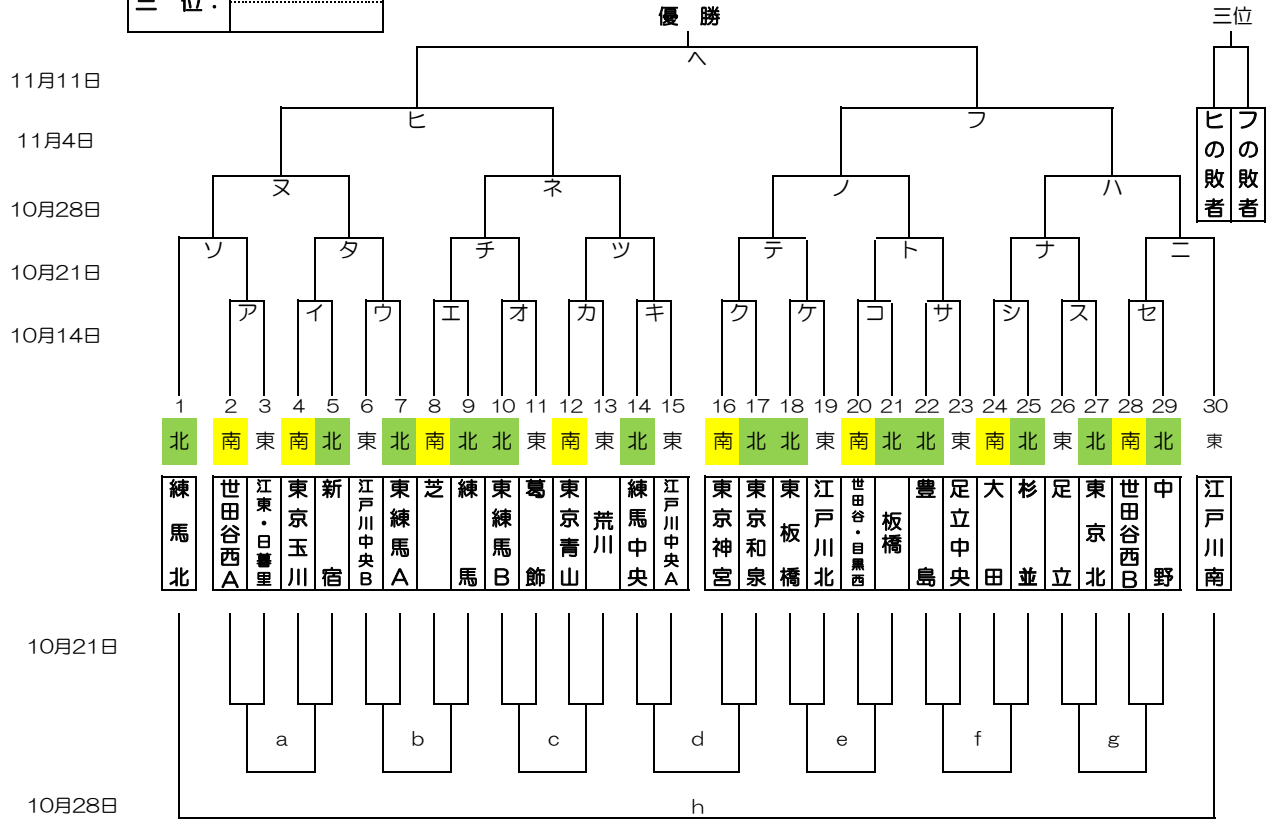 三 位：
優 勝
三位
ヘ
11月11日
ヒ
フ
ヒの敗者
フの敗者
11月4日
ヌ
ネ
ノ
ハ
10月28日
ソ
タ
チ
ツ
テ
ト
ナ
ニ
10月21日
ア
イ
ウ
エ
オ
カ
キ
ク
ケ
コ
サ
シ
ス
セ
10月14日
1 2 3 4 5 6 7 8 9 10 11 12 13 14 15 16 17 18 19 20 21 22 23 24 25 26 27 28 29 30
北 南 東 南 北 東 北 南 北 北 東 南 東 北 東 南 北 北 東 南 北 北 東 南 北 東 北 南 北 東
練馬北
世田谷西A
江東・日暮里
東京玉川
新宿
江戸川中央B
東練馬A
芝
練馬
東練馬B
葛飾
東京青山
荒川
練馬中央
江戸川中央A
東京神宮
東京和泉
東板橋
江戸川北
世田谷・目黒西
板橋
豊島
足立中央
大田
杉並
足立
東京北
世田谷西B
中野
江戸川南
10月21日
a b c d e f g
10月28日
h